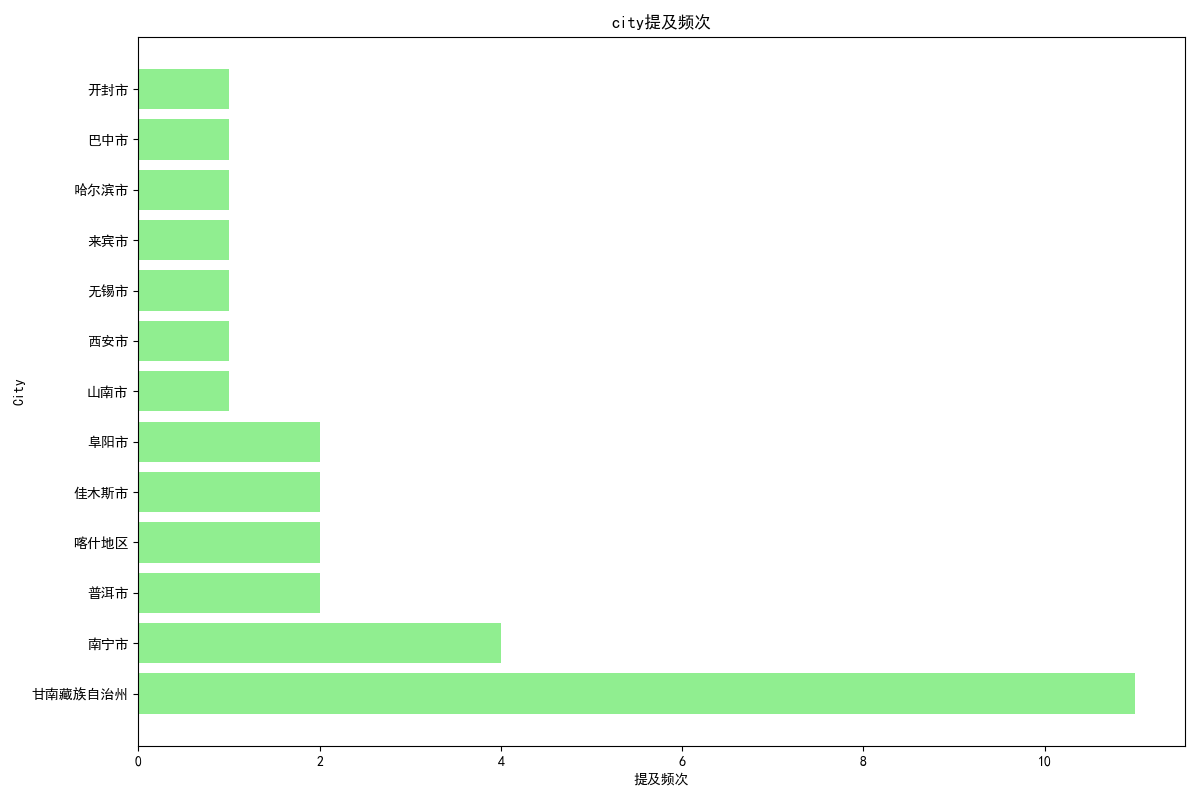 city提及频次
开封市
巴中市
哈尔滨市
来宾市
无锡市
西安市
山南市
阜阳市
佳木斯市
喀什地区
普洱市
南宁市
甘南藏族自治州
City
0 2 4 6 8 10
提及频次